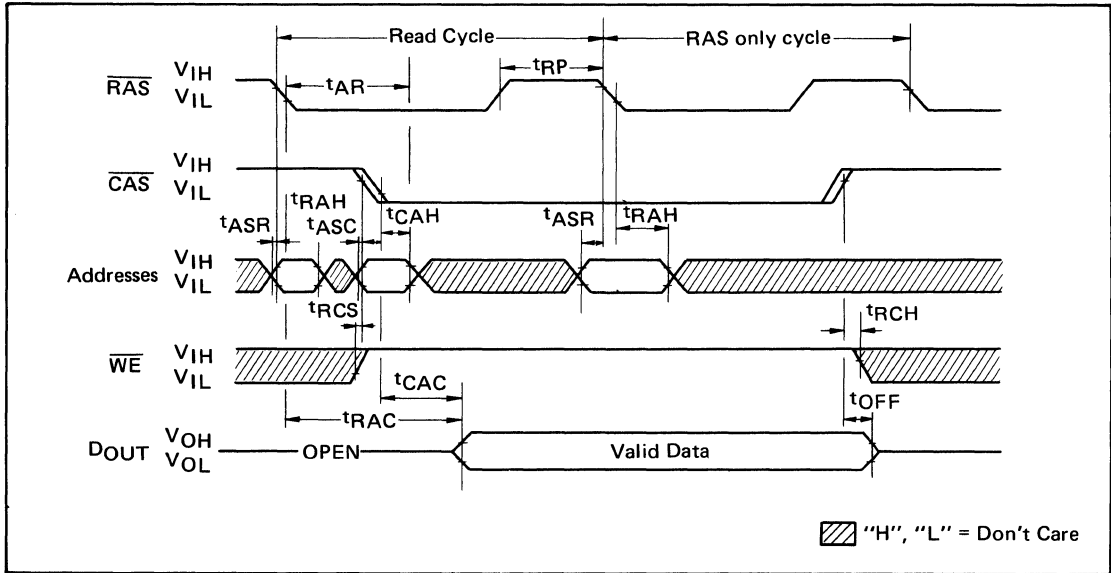 Read Cycle
RAS only cycle
tRP
tAR
RAS VIH
VIL
CAS VIH
VIL
tRAH
tCAH
tASR
tASC
tASR
tRAH
Addresses VIH
VIL
tRCS
tRCH
WE VIH
VIL
tCAC
tOFF
tRAC
DOUT VOH
VOL
OPEN
Valid Data
"H", "L" = Don't Care